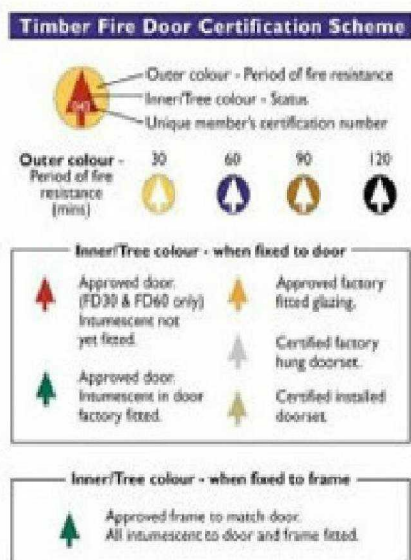 Timber Fire Door Certification Scheme
Outer colour - Period of fire resistance
Inner/Tree colour - Status
Unique member's certification number
Outer colour -
Period of fire
resistance
(mins)
30 60 90 120
Inner/Tree colour - when fixed to door
Approved door.
(FD30 & FD60 only)
Intumescent not
yet fitted.
Approved door.
Intumescent in door
factory fitted.
Approved factory
fitted glazing.
Certified factory
hung doorset.
Certified installed
doorset.
Inner/Tree colour - when fixed to frame
Approved frame to match door.
All intumescent to door and frame fitted.